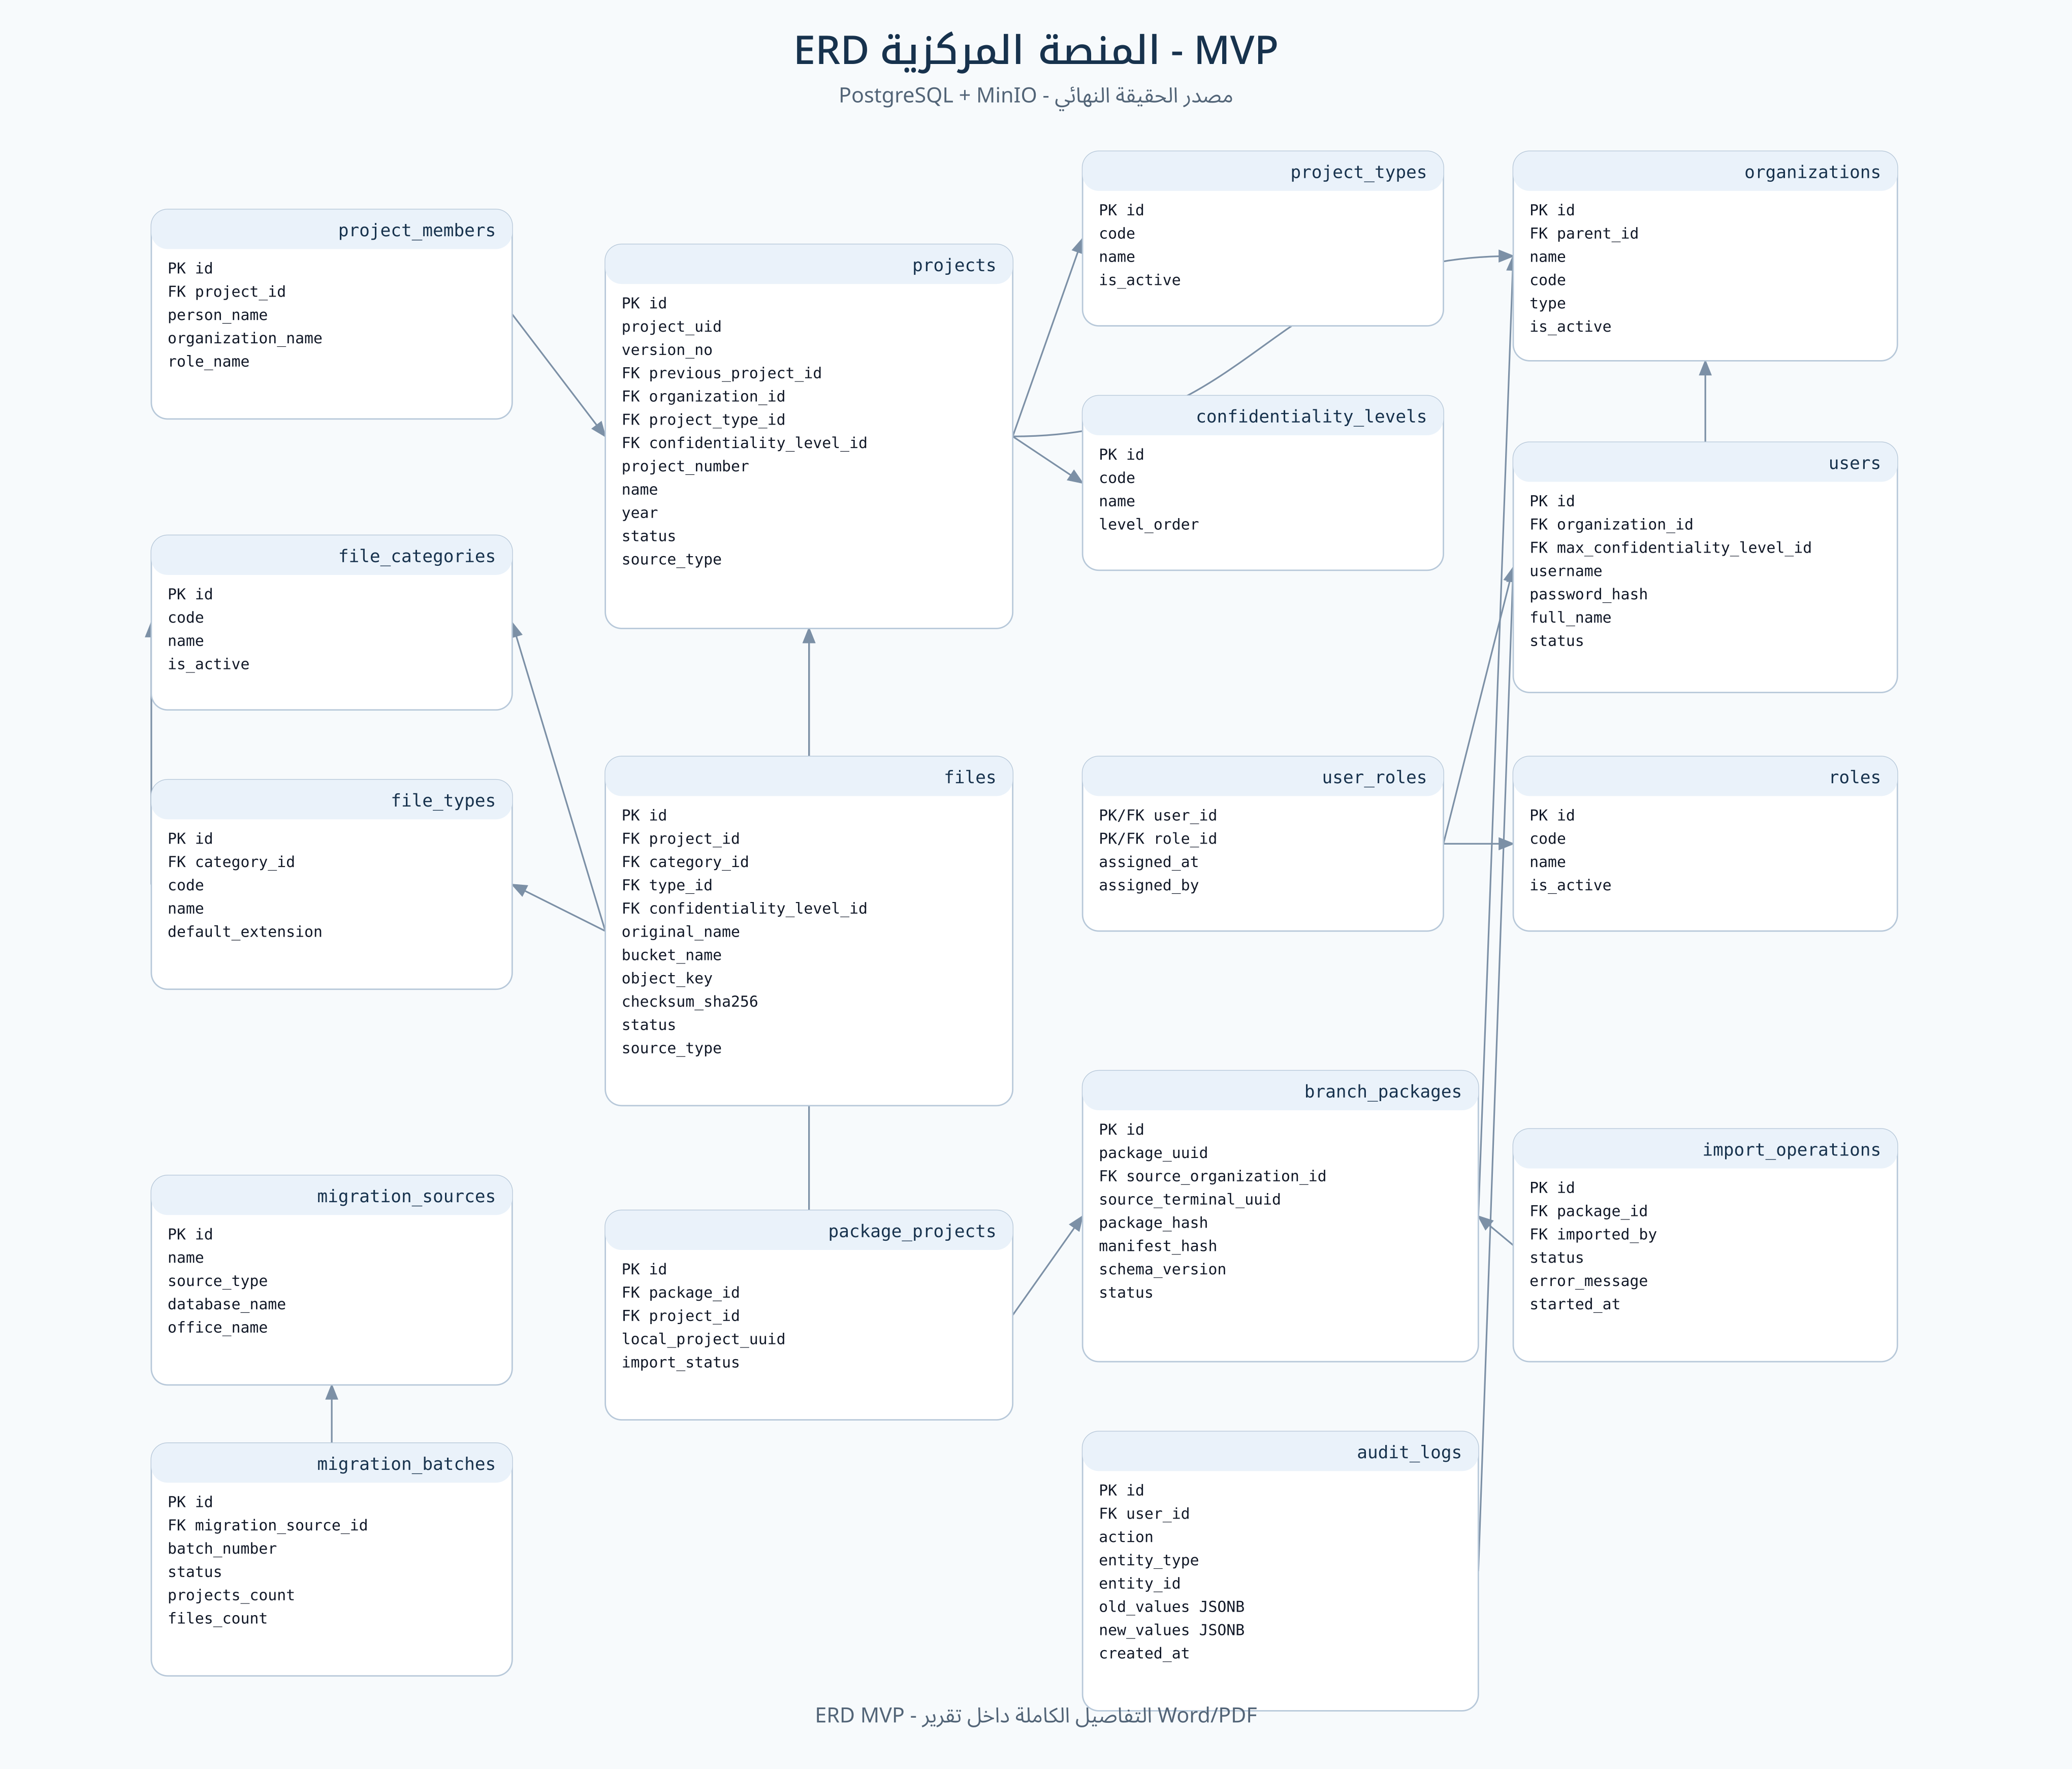 ERD المنصة المركزية - MVP
PostgreSQL + MinIO - مصدر الحقيقة النهائي
project_members
PK id
FK project_id
person_name
organization_name
role_name
projects
PK id
project_uid
version_no
FK previous_project_id
FK organization_id
FK project_type_id
FK confidentiality_level_id
project_number
name
year
status
source_type
project_types
PK id
code
name
is_active
organizations
PK id
FK parent_id
name
code
type
is_active
confidentiality_levels
PK id
code
name
level_order
users
PK id
FK organization_id
FK max_confidentiality_level_id
username
password_hash
full_name
status
file_categories
PK id
code
name
is_active
file_types
PK id
FK category_id
code
name
default_extension
files
PK id
FK project_id
FK category_id
FK type_id
FK confidentiality_level_id
original_name
bucket_name
object_key
checksum_sha256
status
source_type
user_roles
PK/FK user_id
PK/FK role_id
assigned_at
assigned_by
roles
PK id
code
name
is_active
migration_sources
PK id
name
source_type
database_name
office_name
package_projects
PK id
FK package_id
FK project_id
local_project_uuid
import_status
branch_packages
PK id
package_uuid
FK source_organization_id
source_terminal_uuid
package_hash
manifest_hash
schema_version
status
import_operations
PK id
FK package_id
FK imported_by
status
error_message
started_at
migration_batches
PK id
FK migration_source_id
batch_number
status
projects_count
files_count
audit_logs
PK id
FK user_id
action
entity_type
entity_id
old_values JSONB
new_values JSONB
created_at
ERD MVP - التفاصيل الكاملة داخل تقرير Word/PDF